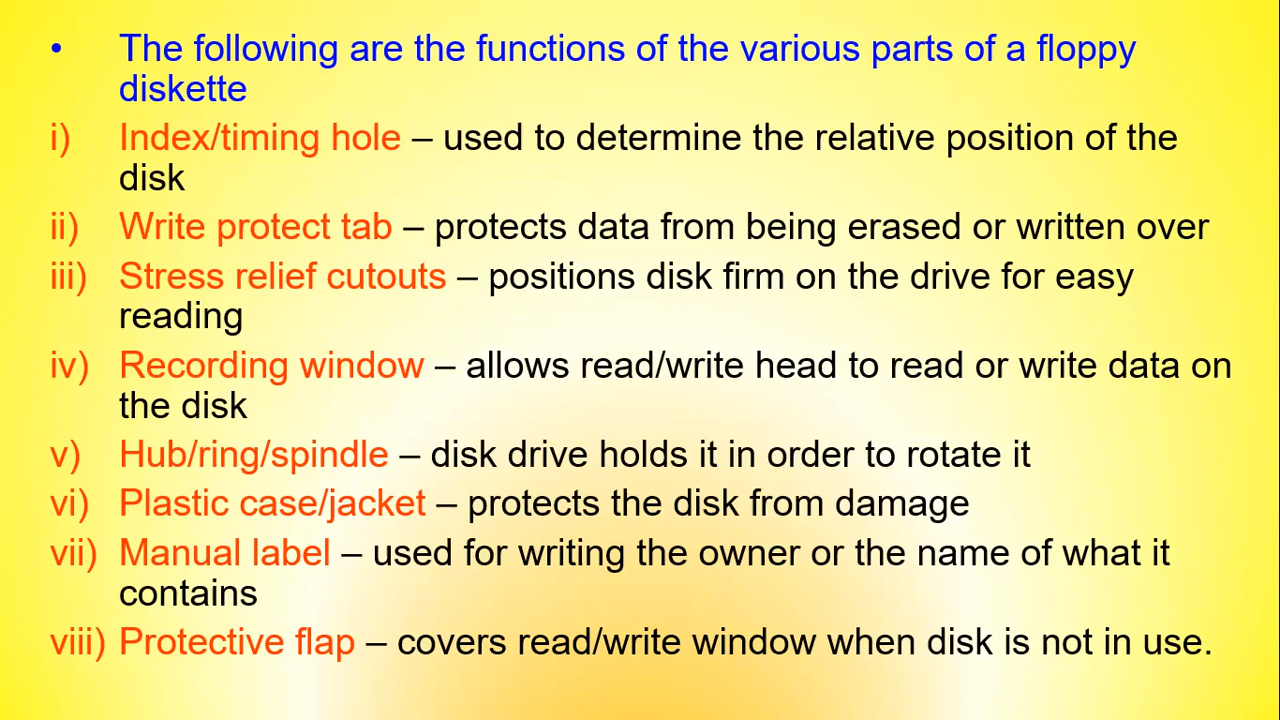 • The following are the functions of the various parts of a floppy
diskette
i) Index/timing hole – used to determine the relative position of the
disk
ii) Write protect tab – protects data from being erased or written over
iii) Stress relief cutouts – positions disk firm on the drive for easy
reading
iv) Recording window – allows read/write head to read or write data on
the disk
v) Hub/ring/spindle – disk drive holds it in order to rotate it
vi) Plastic case/jacket – protects the disk from damage
vii) Manual label – used for writing the owner or the name of what it
contains
viii) Protective flap – covers read/write window when disk is not in use.